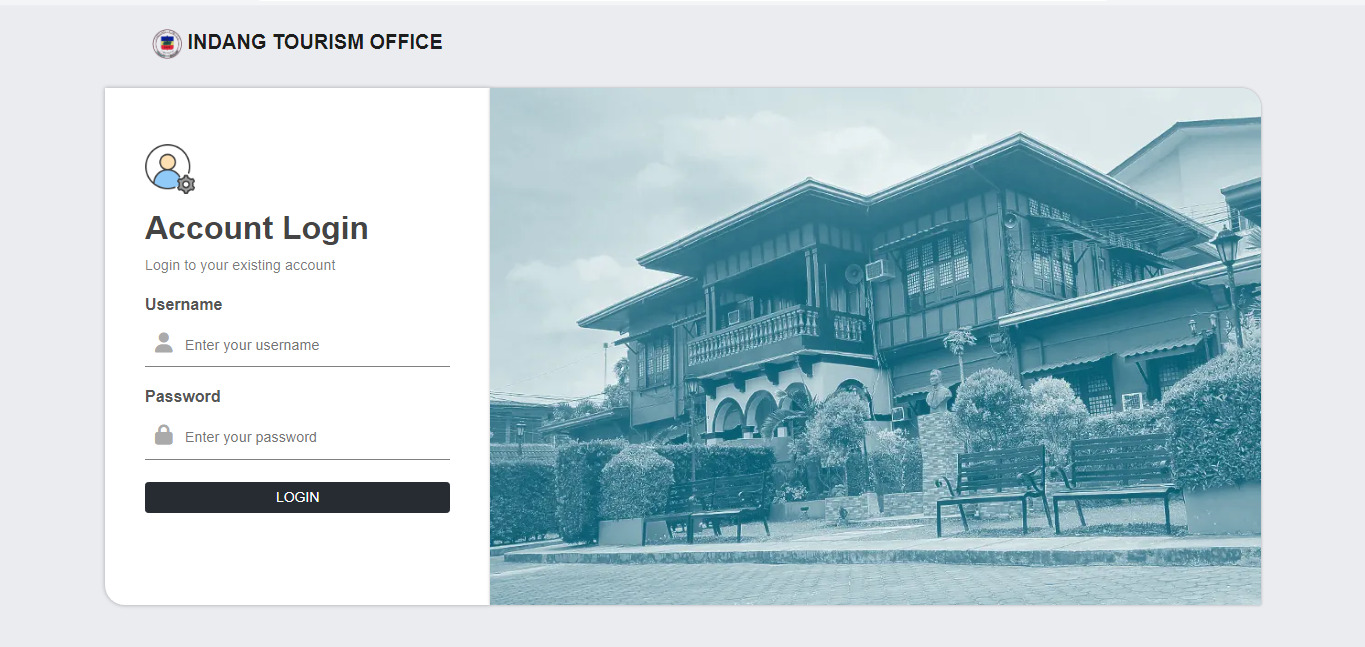 INDANG TOURISM OFFICE
Account Login
Login to your existing account
Username
Enter your username
Password
Enter your password
LOGIN